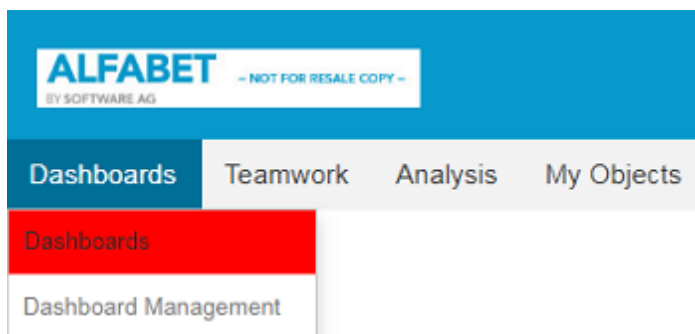 ALFABET – NOT FOR RESALE COPY –
BY SOFTWARE AG
Dashboards Teamwork Analysis My Objects
Dashboards
Dashboard Management